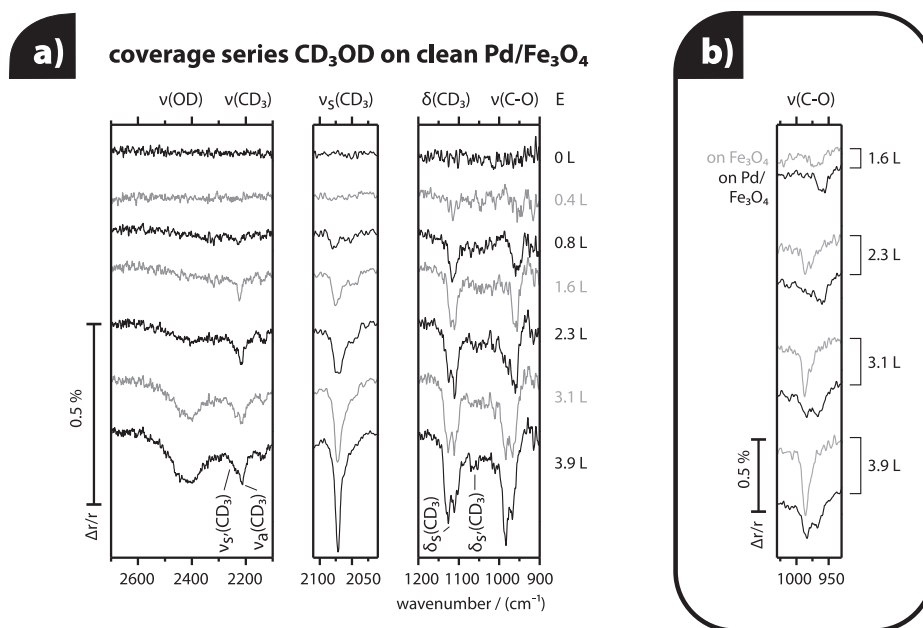 a)
coverage series CD₃OD on clean Pd/Fe₃O₄
ν(OD) ν(CD₃) νₛ(CD₃) δ(CD₃) ν(C-O) E
0 L
0.4 L
0.8 L
1.6 L
2.3 L
3.1 L
3.9 L
0.5 %
Δr/r
νₛ'(CD₃)
νₐ(CD₃)
δₛ(CD₃)
δₛ'(CD₃)
2600 2400 2200 2100 2050 1200 1100 1000 900
wavenumber / (cm⁻¹)
b)
ν(C-O)
on Fe₃O₄
on Pd/
Fe₃O₄
1.6 L
2.3 L
3.1 L
3.9 L
0.5 %
Δr/r
1000 950